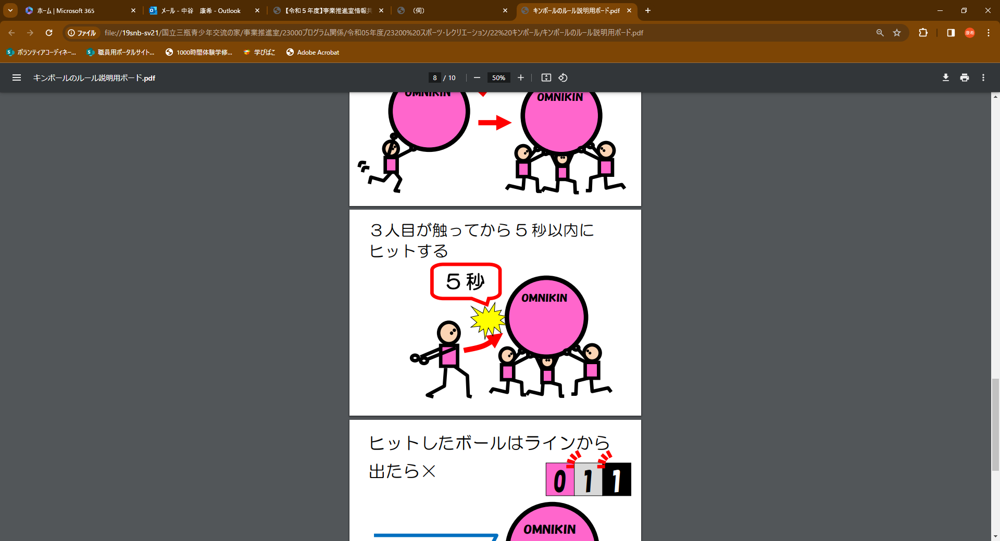 ホーム | Microsoft 365
メール - 中谷　康希 - Outlook
【令和５年度】事業推進室情報共
（伺）
キンボールのルール説明用ボード.pdf
ファイル
file://19snb-sv21/国立三瓶青少年交流の家/事業推進室/23000プログラム関係/令和05年度/23200%20スポーツ・レクリエーション/22%20キンボール/キンボールのルール説明用ボード.pdf
康希
ボランティアコーディネー...
職員用ポータルサイト...
1000時間体験学修...
学びばこ
Adobe Acrobat
キンボールのルール説明用ボード.pdf
8 / 10
50%
OMNIKIN
OMNIKIN
３人目が触ってから５秒以内に
ヒットする
５秒
OMNIKIN
ヒットしたボールはラインから
出たら×
0 1 1
OMNIKIN